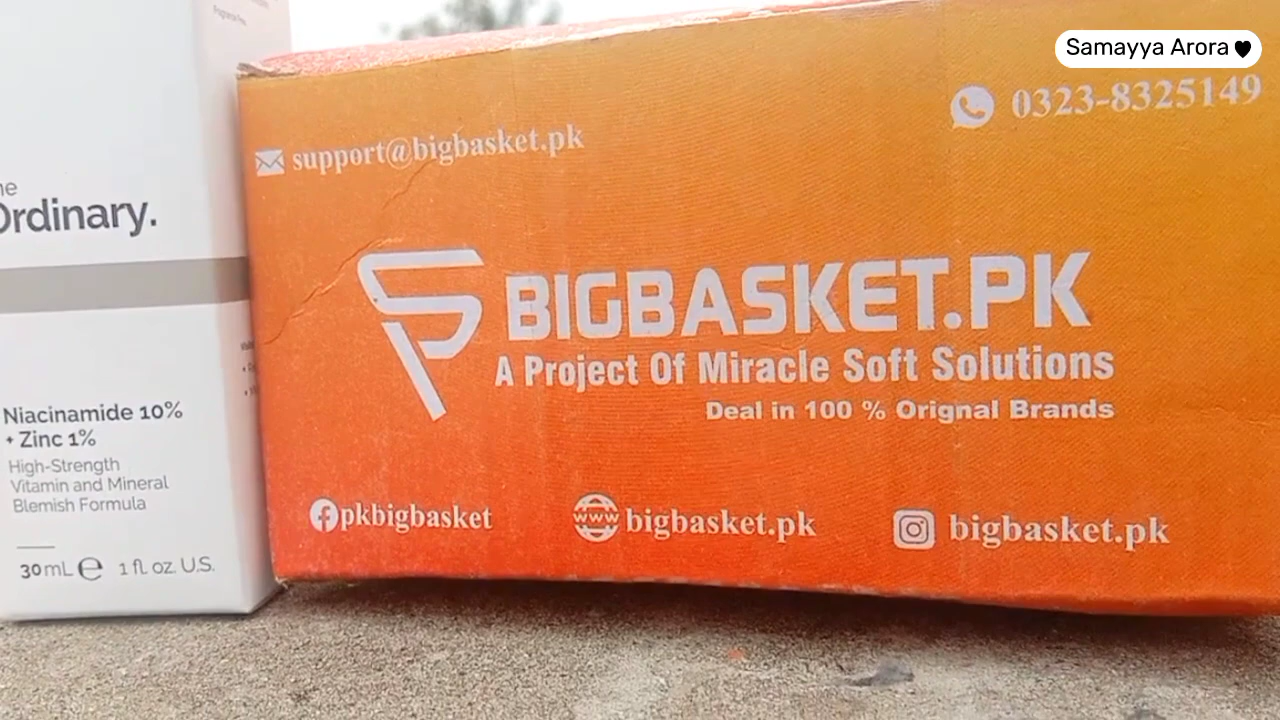 Samayya Arora
0323-8325149
support@bigbasket.pk
BIGBASKET.PK
A Project Of Miracle Soft Solutions
Deal in 100 % Orignal Brands
pkbigbasket
www bigbasket.pk
bigbasket.pk
Ordinary.
Niacinamide 10%
+ Zinc 1%
High-Strength
Vitamin and Mineral
Blemish Formula
30mL e 1 fl. oz. U.S.